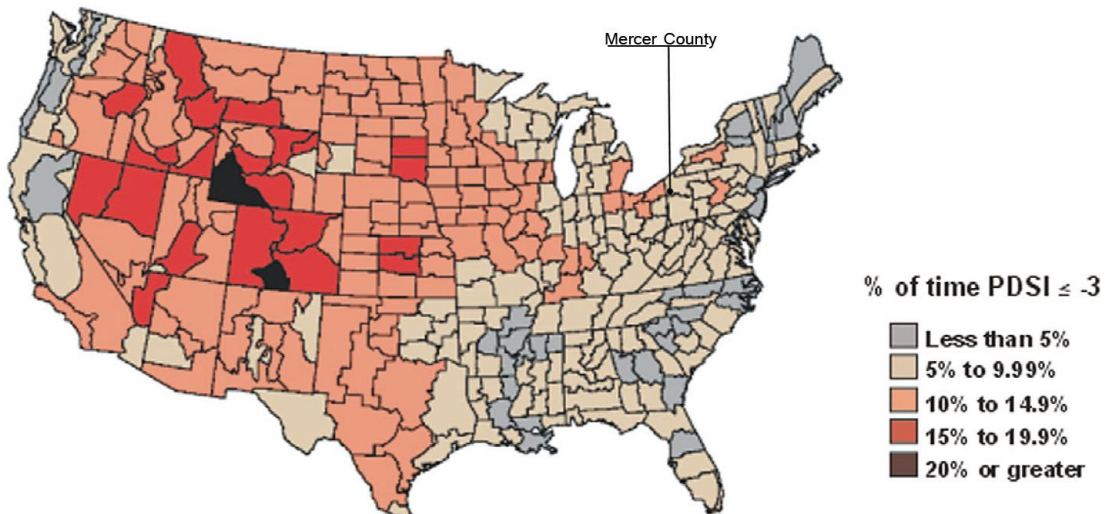 Mercer County
% of time PDSI ≤ -3
Less than 5%
5% to 9.99%
10% to 14.9%
15% to 19.9%
20% or greater